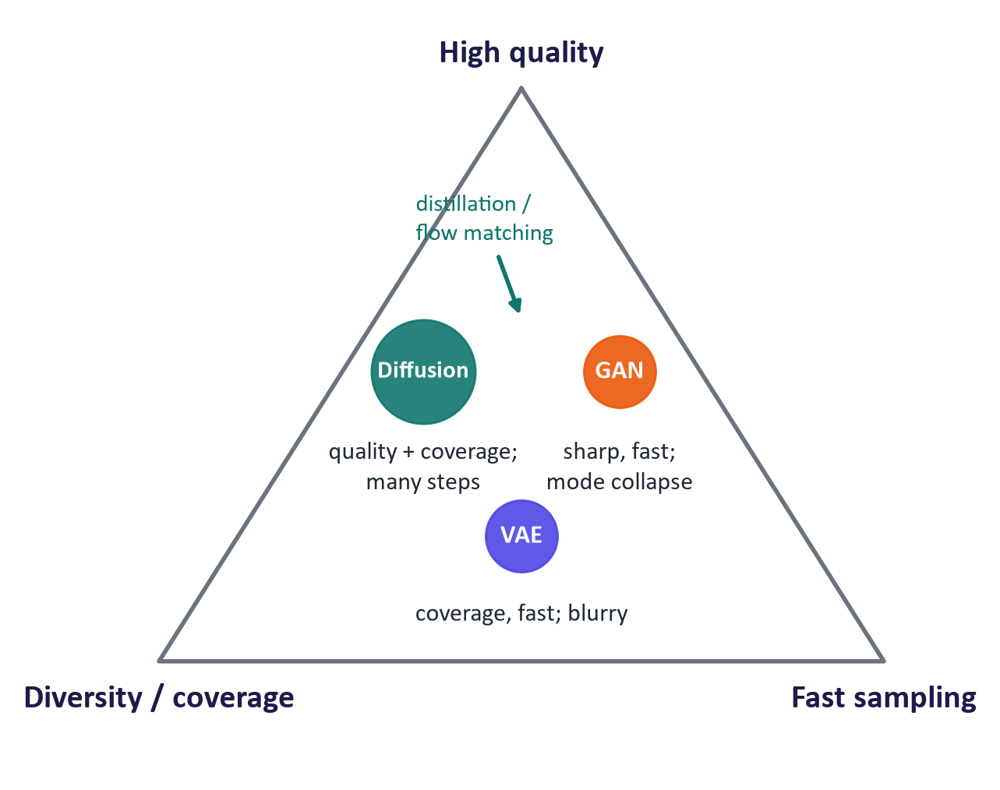 High quality
distillation /
flow matching
Diffusion
GAN
quality + coverage;
many steps
sharp, fast;
mode collapse
VAE
coverage, fast; blurry
Diversity / coverage
Fast sampling